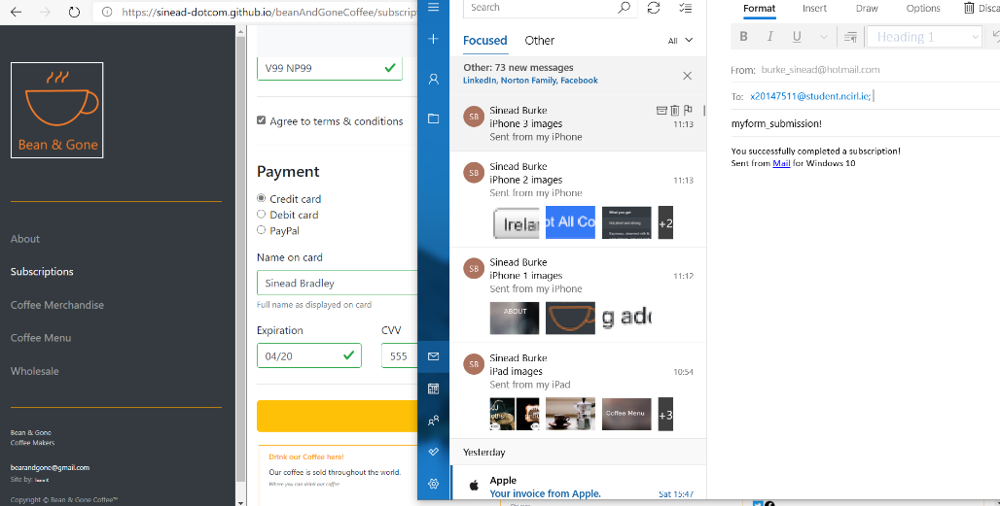 https://sinead-dotcom.github.io/beanAndGoneCoffee/subscript
Bean & Gone
About
Subscriptions
Coffee Merchandise
Coffee Menu
Wholesale
Bean & Gone
Coffee Makers
bearandgone@gmail.com
Site by:
Copyright © Bean & Gone Coffee™
V99 NP99
Agree to terms & conditions
Payment
Credit card
Debit card
PayPal
Name on card
Sinead Bradley
Full name as displayed on card
Expiration
CVV
04/20
555
Drink our Coffee here!
Our coffee is sold throughout the world.
Where you can drink our coffee
Search
Focused
Other
All
Other: 73 new messages
LinkedIn, Norton Family, Facebook
SB
Sinead Burke
iPhone 3 images
11:13
Sent from my iPhone
SB
Sinead Burke
iPhone 2 images
11:13
Sent from my iPhone
Irelar
ot All Co
What you get
+2
SB
Sinead Burke
iPhone 1 images
11:12
Sent from my iPhone
ABOUT
g add
SB
Sinead Burke
iPad images
10:54
Sent from my iPad
Coffee Menu
+3
Yesterday
Apple
Your invoice from Apple.
Sat 15:47
Format
Insert
Draw
Options
Disca
B
I
U
Heading 1
From: burke_sinead@hotmail.com
To: x20147511@student.ncirl.ie;
myform_submission!
You successfully completed a subscription!
Sent from Mail for Windows 10